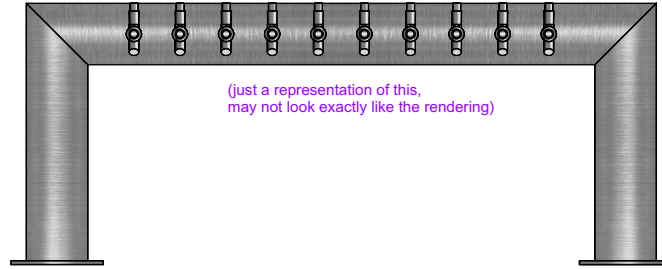 (just a representation of this,
may not look exactly like the rendering)